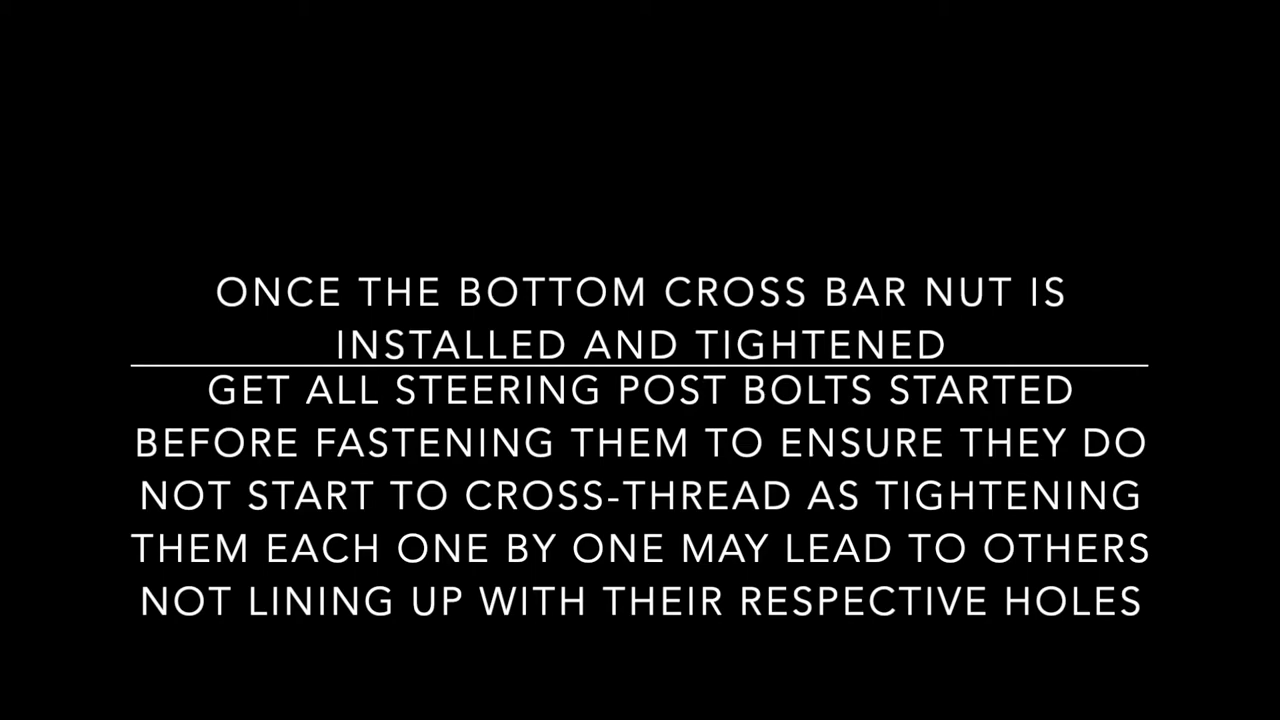 ONCE THE BOTTOM CROSS BAR NUT IS
INSTALLED AND TIGHTENED
GET ALL STEERING POST BOLTS STARTED
BEFORE FASTENING THEM TO ENSURE THEY DO
NOT START TO CROSS-THREAD AS TIGHTENING
THEM EACH ONE BY ONE MAY LEAD TO OTHERS
NOT LINING UP WITH THEIR RESPECTIVE HOLES